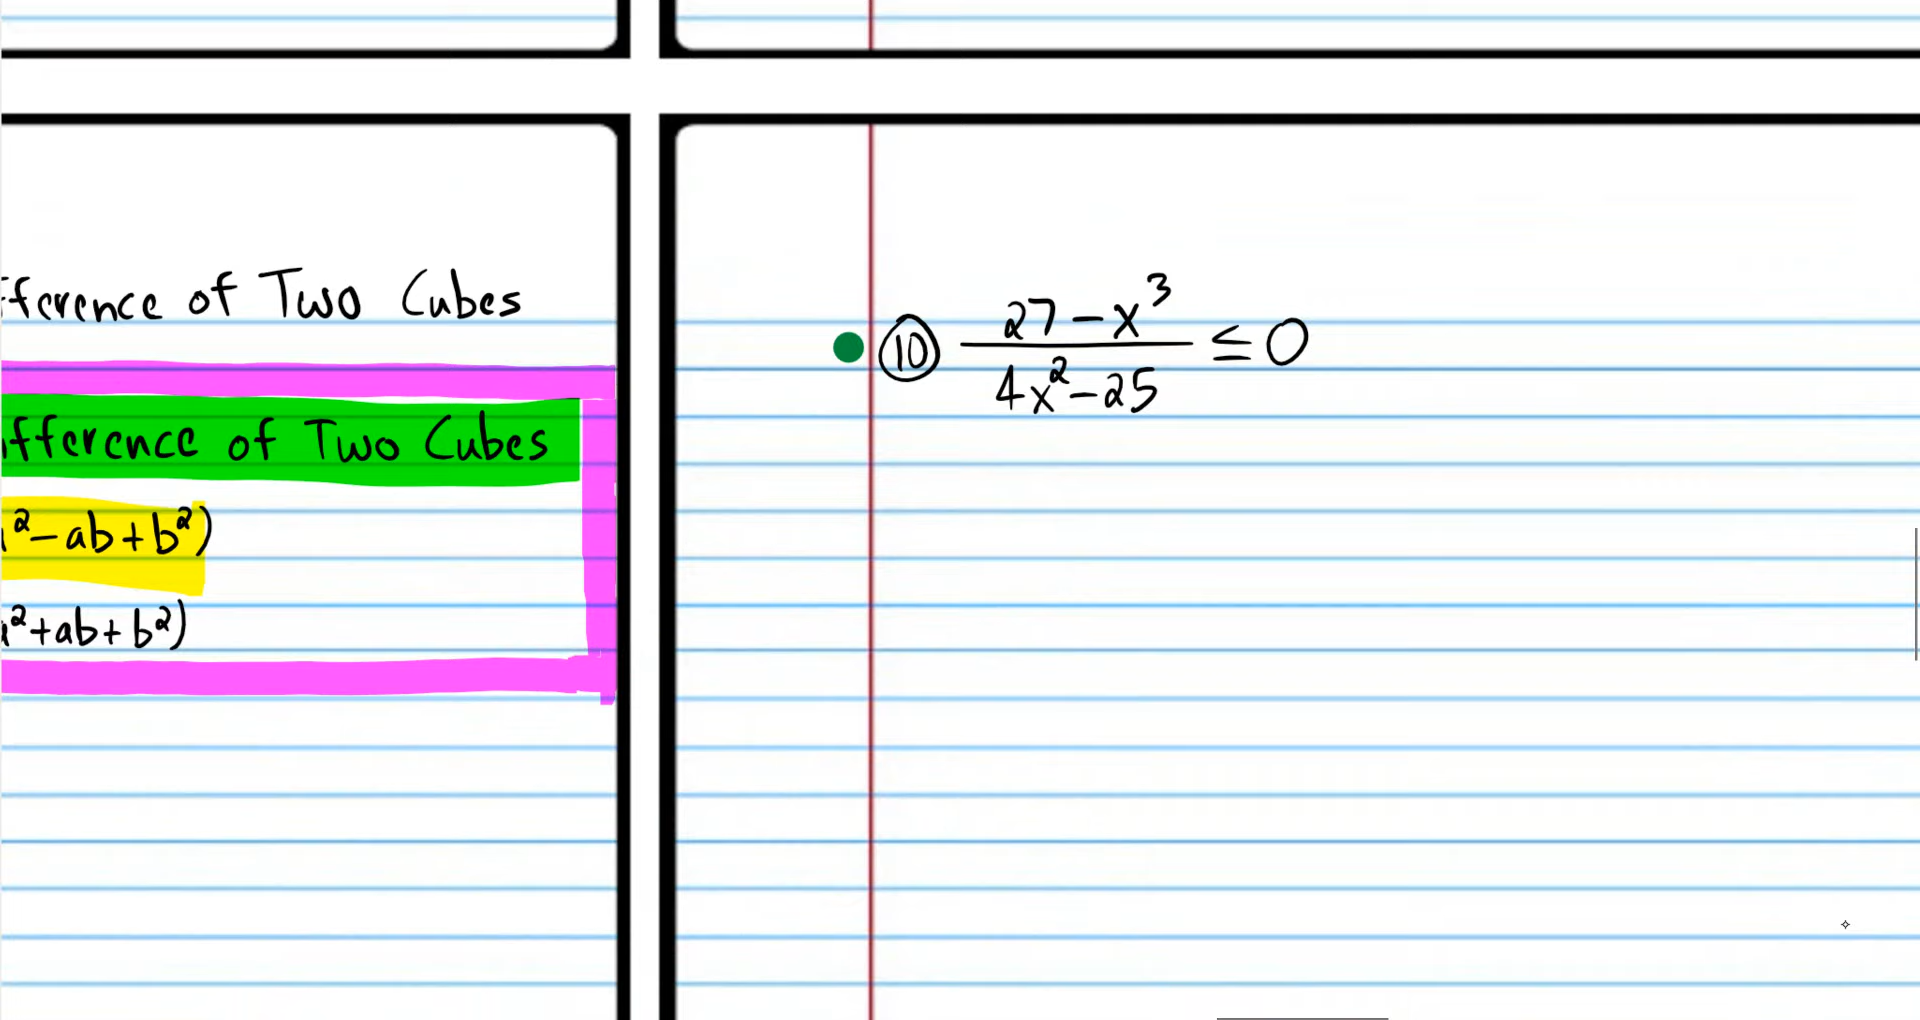 fference of Two Cubes
fference of Two Cubes
²-ab+b²)
²+ab+b²)
⑩ (27-x³)/(4x²-25) ≤ 0